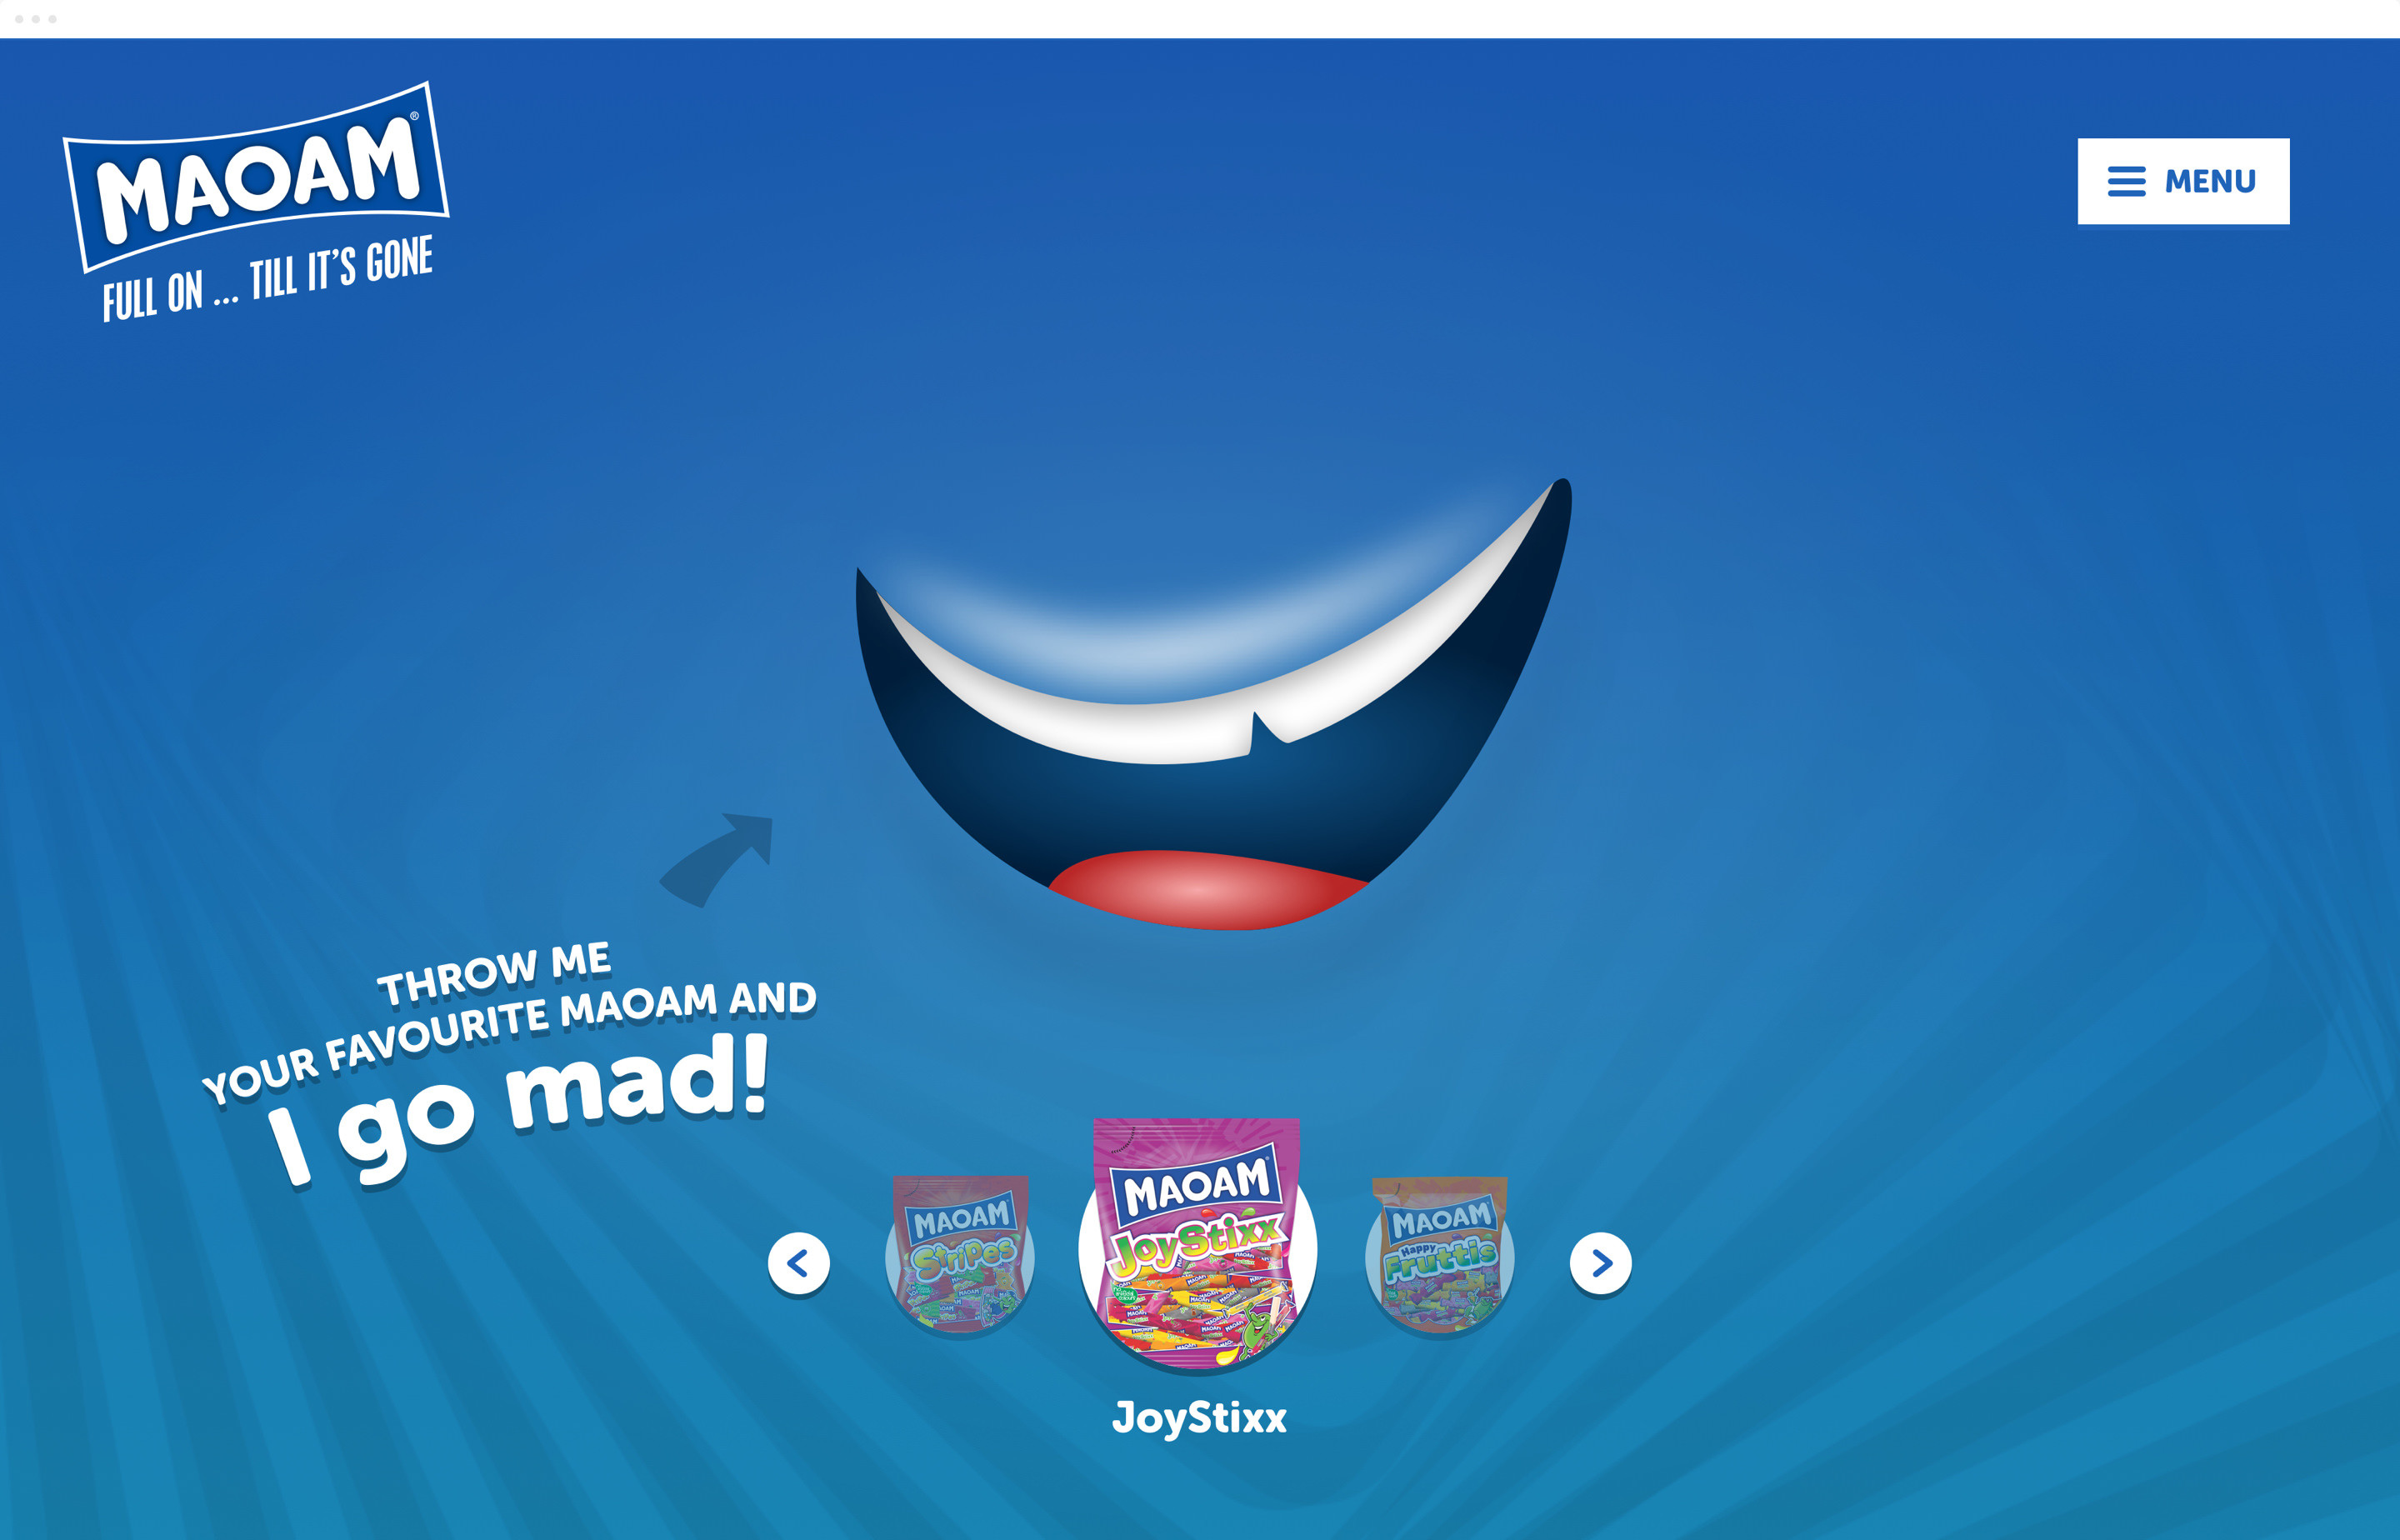 MAOAM®
FULL ON ... TILL IT'S GONE
MENU
THROW ME
YOUR FAVOURITE MAOAM AND
I go mad!
MAOAM
Stripes
MAOAM
JoyStixx
MAOAM
Happy
Fruttis
JoyStixx